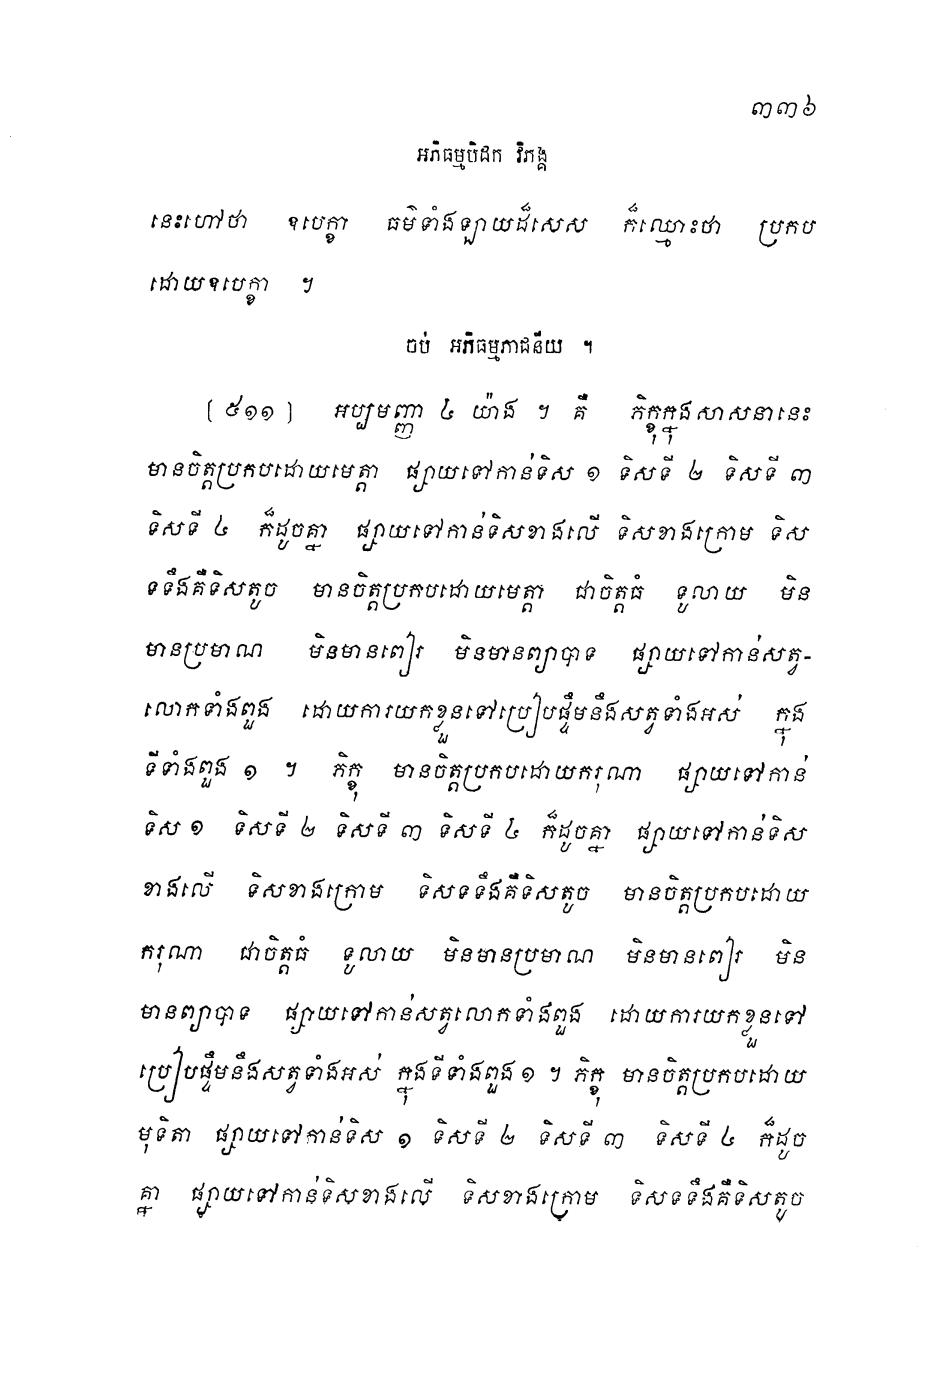 ៣៣៦
អភិធម្មបិដក វិភង្គ
នេះហៅថា ឧបេក្ខា ធម៌ទាំងឡាយដ៏សេស ក៏ឈ្មោះថា ប្រកប
ដោយឧបេក្ខា ។
ចប់ អភិធម្មភាជនីយ ។
[៥១១] អប្បមញ្ញា ៤ យ៉ាង ។ គឺ ភិក្ខុក្នុងសាសនានេះ
មានចិត្តប្រកបដោយមេត្តា ផ្សាយទៅកាន់ទិស ១ ទិសទី ២ ទិសទី ៣
ទិសទី ៤ ក៏ដូចគ្នា ផ្សាយទៅកាន់ទិសខាងលើ ទិសខាងក្រោម ទិស
ទទឹងគឺទិសតូច មានចិត្តប្រកបដោយមេត្តា ជាចិត្តធំ ទូលាយ មិន
មានប្រមាណ មិនមានពៀរ មិនមានព្យាបាទ ផ្សាយទៅកាន់សត្វ-
លោកទាំងពួង ដោយការយកខ្លួនទៅប្រៀបផ្ទឹមនឹងសត្វទាំងអស់ ក្នុង
ទីទាំងពួង ១ ។ ភិក្ខុ មានចិត្តប្រកបដោយករុណា ផ្សាយទៅកាន់
ទិស ១ ទិសទី ២ ទិសទី ៣ ទិសទី ៤ ក៏ដូចគ្នា ផ្សាយទៅកាន់ទិស
ខាងលើ ទិសខាងក្រោម ទិសទទឹងគឺទិសតូច មានចិត្តប្រកបដោយ
ករុណា ជាចិត្តធំ ទូលាយ មិនមានប្រមាណ មិនមានពៀរ មិន
មានព្យាបាទ ផ្សាយទៅកាន់សត្វលោកទាំងពួង ដោយការយកខ្លួនទៅ
ប្រៀបផ្ទឹមនឹងសត្វទាំងអស់ ក្នុងទីទាំងពួង ១ ។ ភិក្ខុ មានចិត្តប្រកបដោយ
មុទិតា ផ្សាយទៅកាន់ទិស ១ ទិសទី ២ ទិសទី ៣ ទិសទី ៤ ក៏ដូច
គ្នា ផ្សាយទៅកាន់ទិសខាងលើ ទិសខាងក្រោម ទិសទទឹងគឺទិសតូច